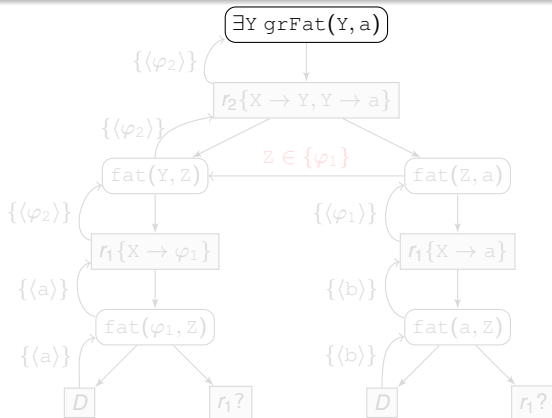 ∃Y grFat(Y, a)
{⟨φ₂⟩}
r₂{X → Y, Y → a}
{⟨φ₂⟩}
Z ∈ {φ₁}
fat(Y, Z) fat(Z, a)
{⟨φ₂⟩} {⟨φ₁⟩}
r₁{X → φ₁} r₁{X → a}
{⟨a⟩} {⟨b⟩}
fat(φ₁, Z) fat(a, Z)
{⟨a⟩} {⟨b⟩}
D r₁? D r₁?